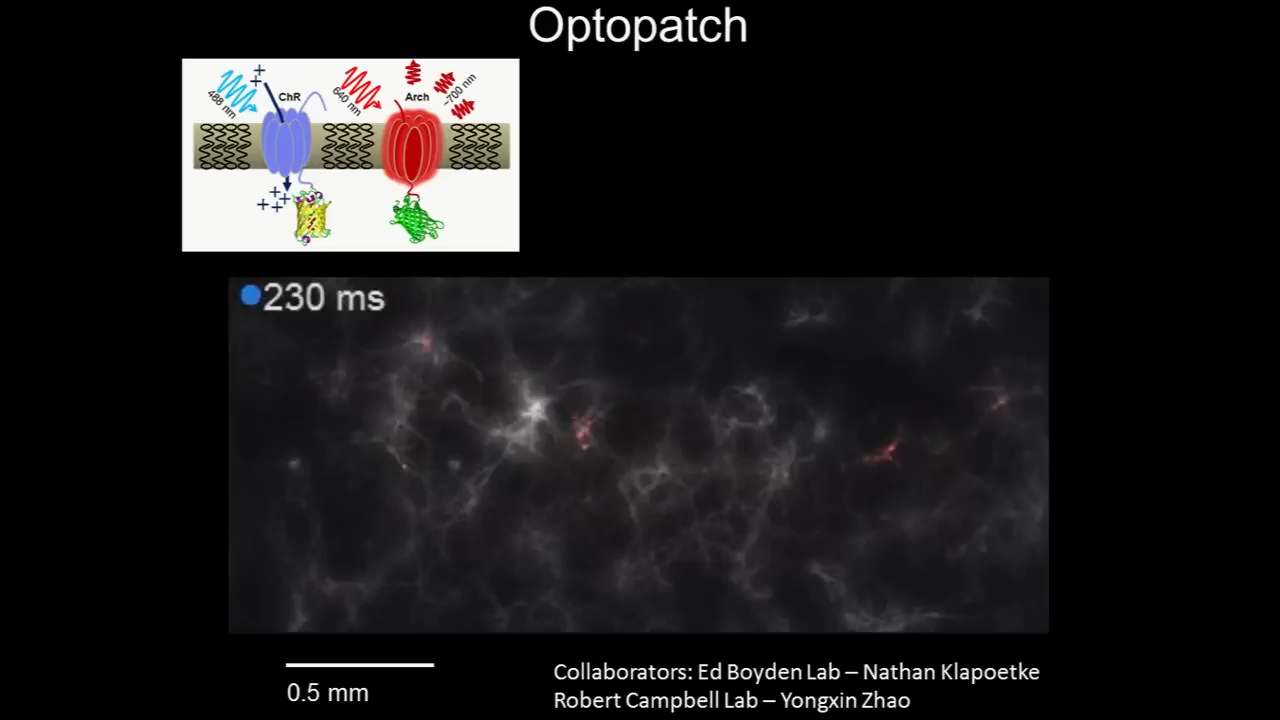 Optopatch
488 nm
ChR
640 nm
Arch
~700 nm
230 ms
0.5 mm
Collaborators: Ed Boyden Lab – Nathan Klapoetke
Robert Campbell Lab – Yongxin Zhao